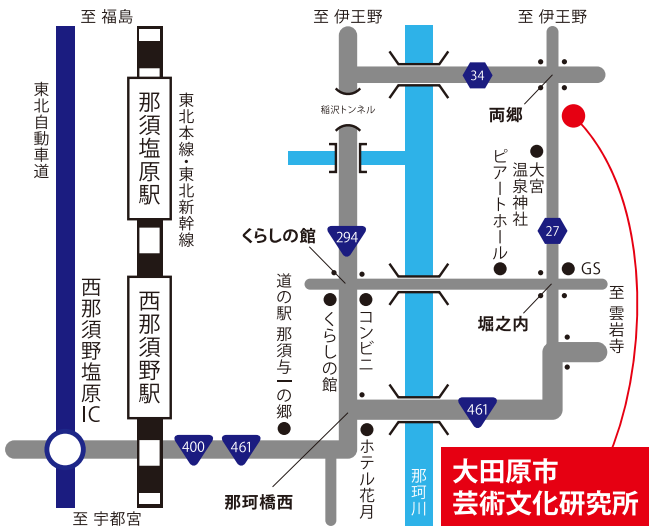 至 福島
至 伊王野
至 伊王野
東北自動車道
那須塩原駅
東北本線・東北新幹線
稲沢トンネル
34
両郷
大宮
温泉神社
ピアートホール
27
294
くらしの館
GS
西那須野塩原IC
西那須野駅
道の駅 那須与一の郷
くらしの館
コンビニ
堀之内
至 雲岩寺
461
400
461
那珂橋西
ホテル花月
那珂川
大田原市
芸術文化研究所
至 宇都宮